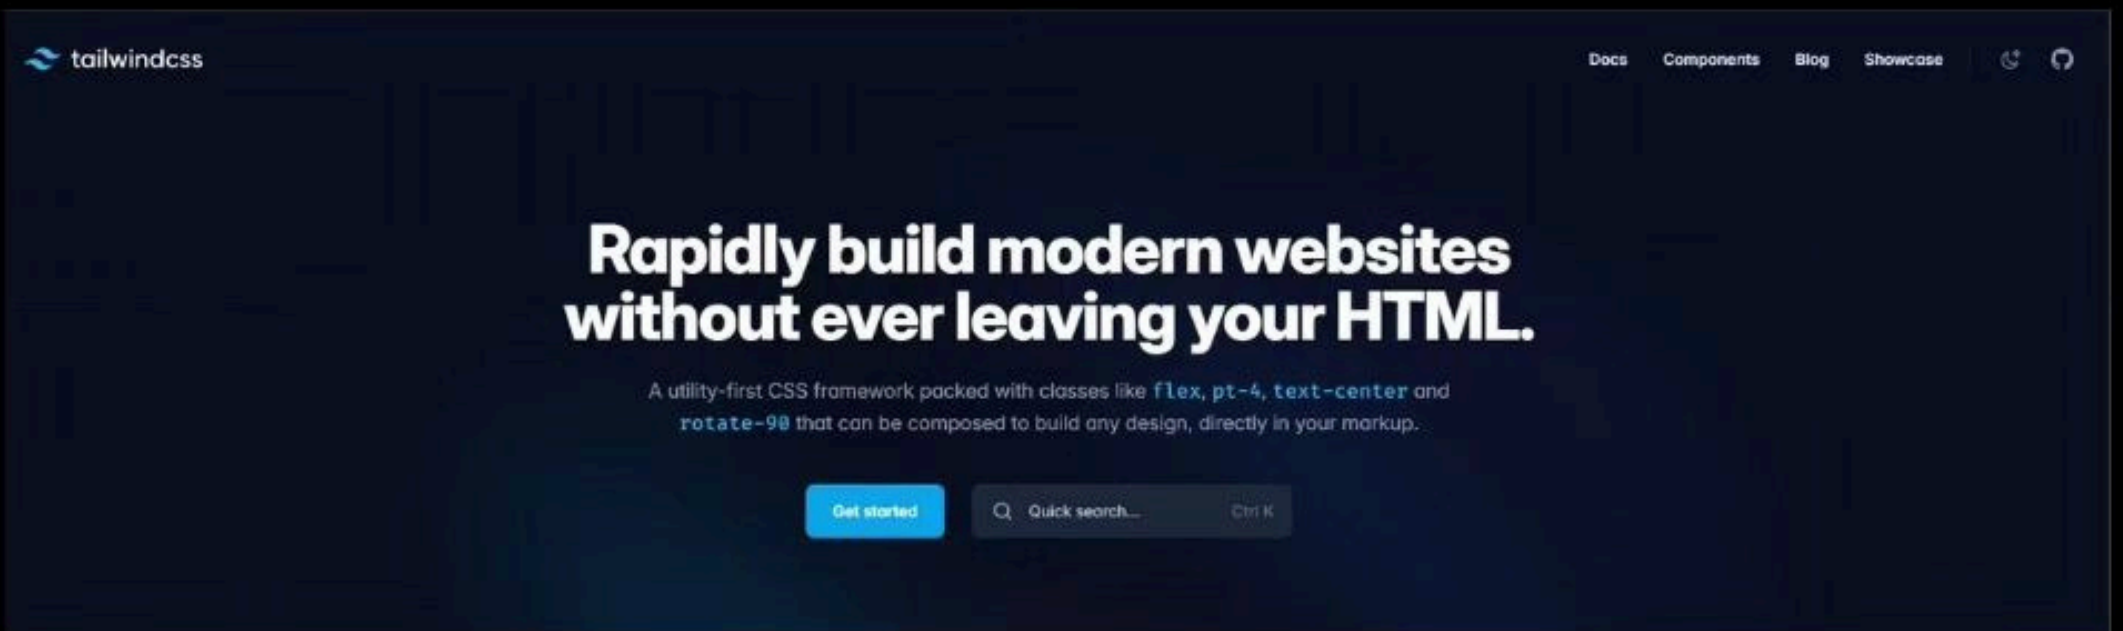 tailwindcss
Docs Components Blog Showcase
Rapidly build modern websites
without ever leaving your HTML.
A utility-first CSS framework packed with classes like flex, pt-4, text-center and
rotate-90 that can be composed to build any design, directly in your markup.
Get started
Quick search... Ctrl K